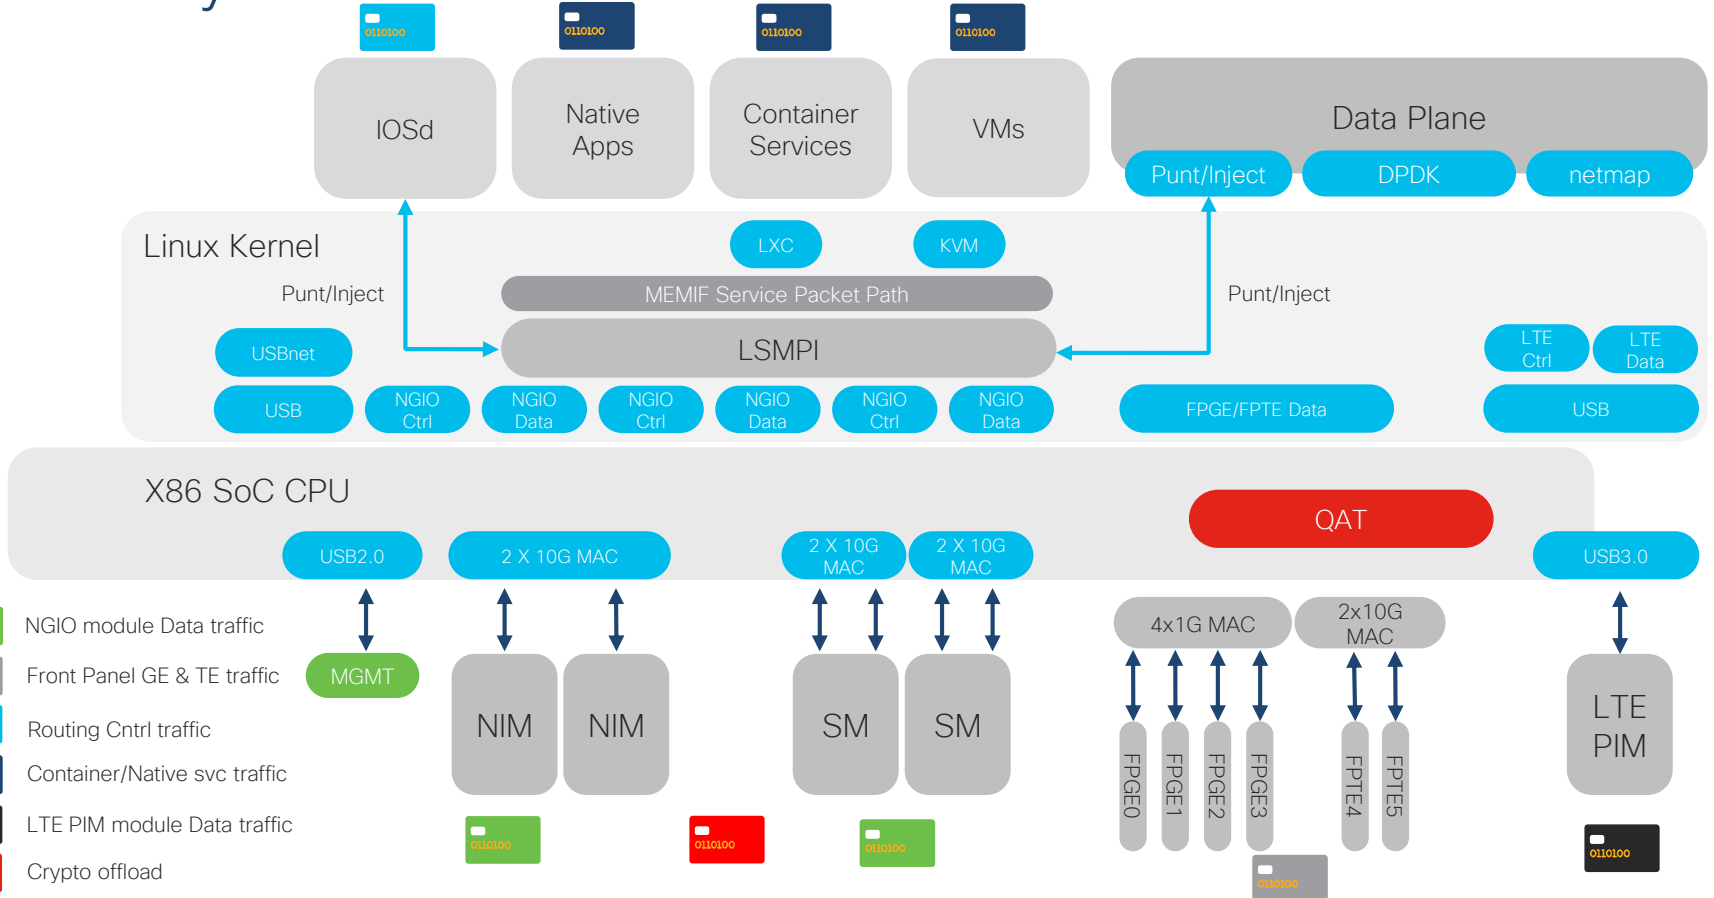 0110100
0110100
0110100
0110100
IOSd
Native
Apps
Container
Services
VMs
Data Plane
Punt/Inject
DPDK
netmap
Linux Kernel
LXC
KVM
Punt/Inject
MEMIF Service Packet Path
Punt/Inject
USBnet
LSMPI
LTE
Ctrl
LTE
Data
USB
NGIO
Ctrl
NGIO
Data
NGIO
Ctrl
NGIO
Data
NGIO
Ctrl
NGIO
Data
FPGE/FPTE Data
USB
X86 SoC CPU
QAT
USB2.0
2 X 10G MAC
2 X 10G
MAC
2 X 10G
MAC
USB3.0
NGIO module Data traffic
Front Panel GE & TE traffic
Routing Cntrl traffic
Container/Native svc traffic
LTE PIM module Data traffic
Crypto offload
MGMT
NIM
NIM
SM
SM
4x1G MAC
2x10G
MAC
FPGE0
FPGE1
FPGE2
FPGE3
FPTE4
FPTE5
LTE
PIM
0110100
0110100
0110100
0110100
0110100